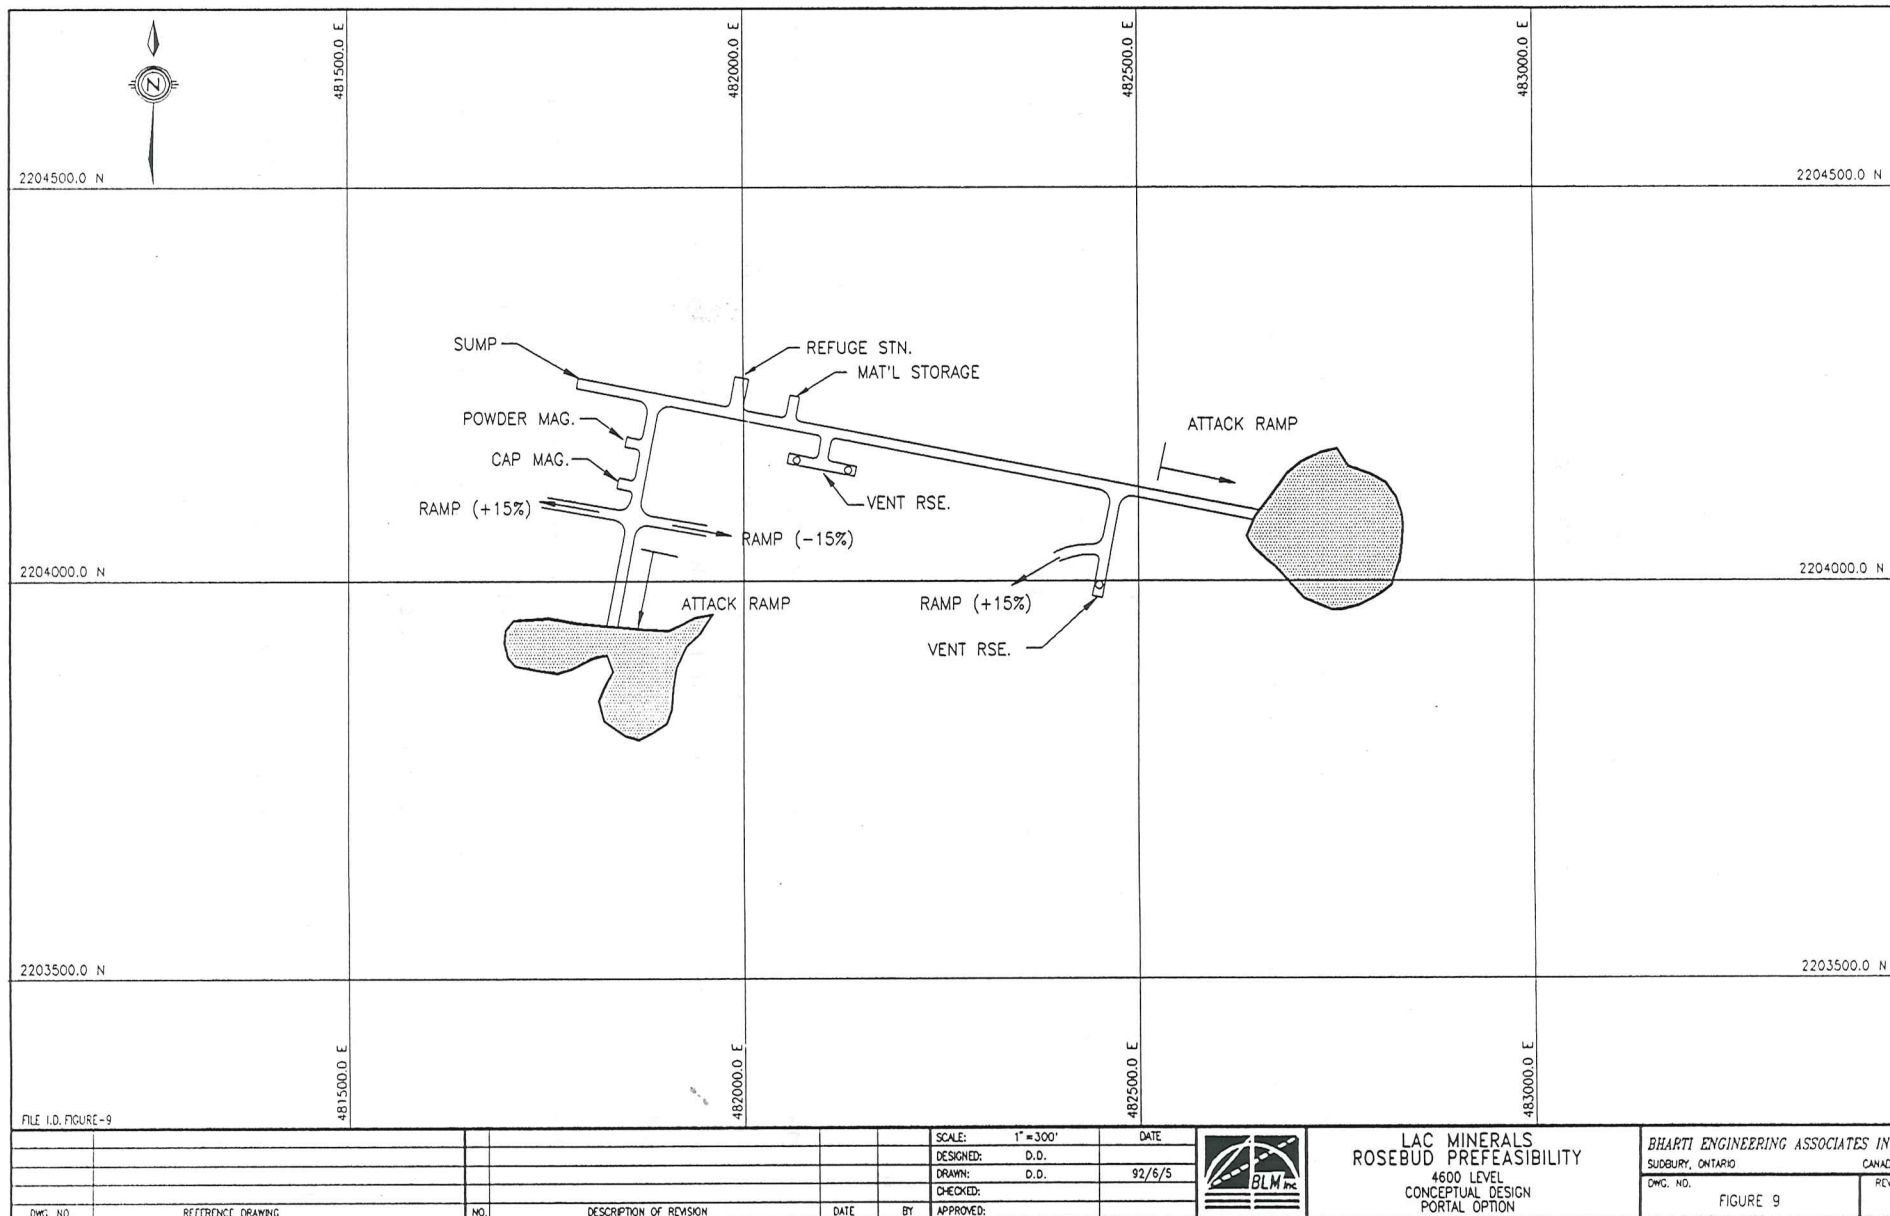 481500.0 E
482000.0 E
482500.0 E
483000.0 E
N
2204500.0 N
2204500.0 N
SUMP
REFUGE STN.
MAT'L STORAGE
POWDER MAG.
ATTACK RAMP
CAP MAG.
VENT RSE.
RAMP (+15%)
RAMP (-15%)
2204000.0 N
2204000.0 N
ATTACK RAMP
RAMP (+15%)
VENT RSE.
2203500.0 N
2203500.0 N
481500.0 E
482000.0 E
482500.0 E
483000.0 E
FILE I.D. FIGURE-9
DWG. NO
REFERENCE DRAWING
NO.
DESCRIPTION OF REVISION
DATE
BY
SCALE: 1"=300' DATE
DESIGNED: D.D.
DRAWN: D.D. 92/6/5
CHECKED:
APPROVED:
BLM Inc
LAC MINERALS
ROSEBUD PREFEASIBILITY
4600 LEVEL
CONCEPTUAL DESIGN
PORTAL OPTION
BHARTI ENGINEERING ASSOCIATES IN
SUDBURY, ONTARIO CANAD
DWG. NO. REV
FIGURE 9